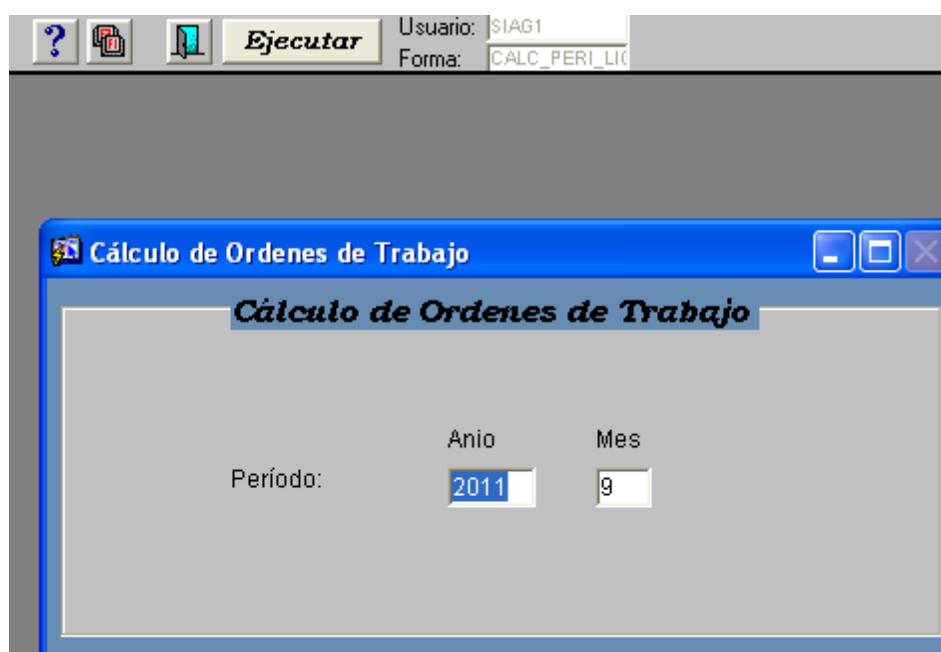 ? Ejecutar Usuario: SIAG1
Forma: CALC_PERI_LI
Cálculo de Ordenes de Trabajo
Cálculo de Ordenes de Trabajo
Anio Mes
Período: 2011 9